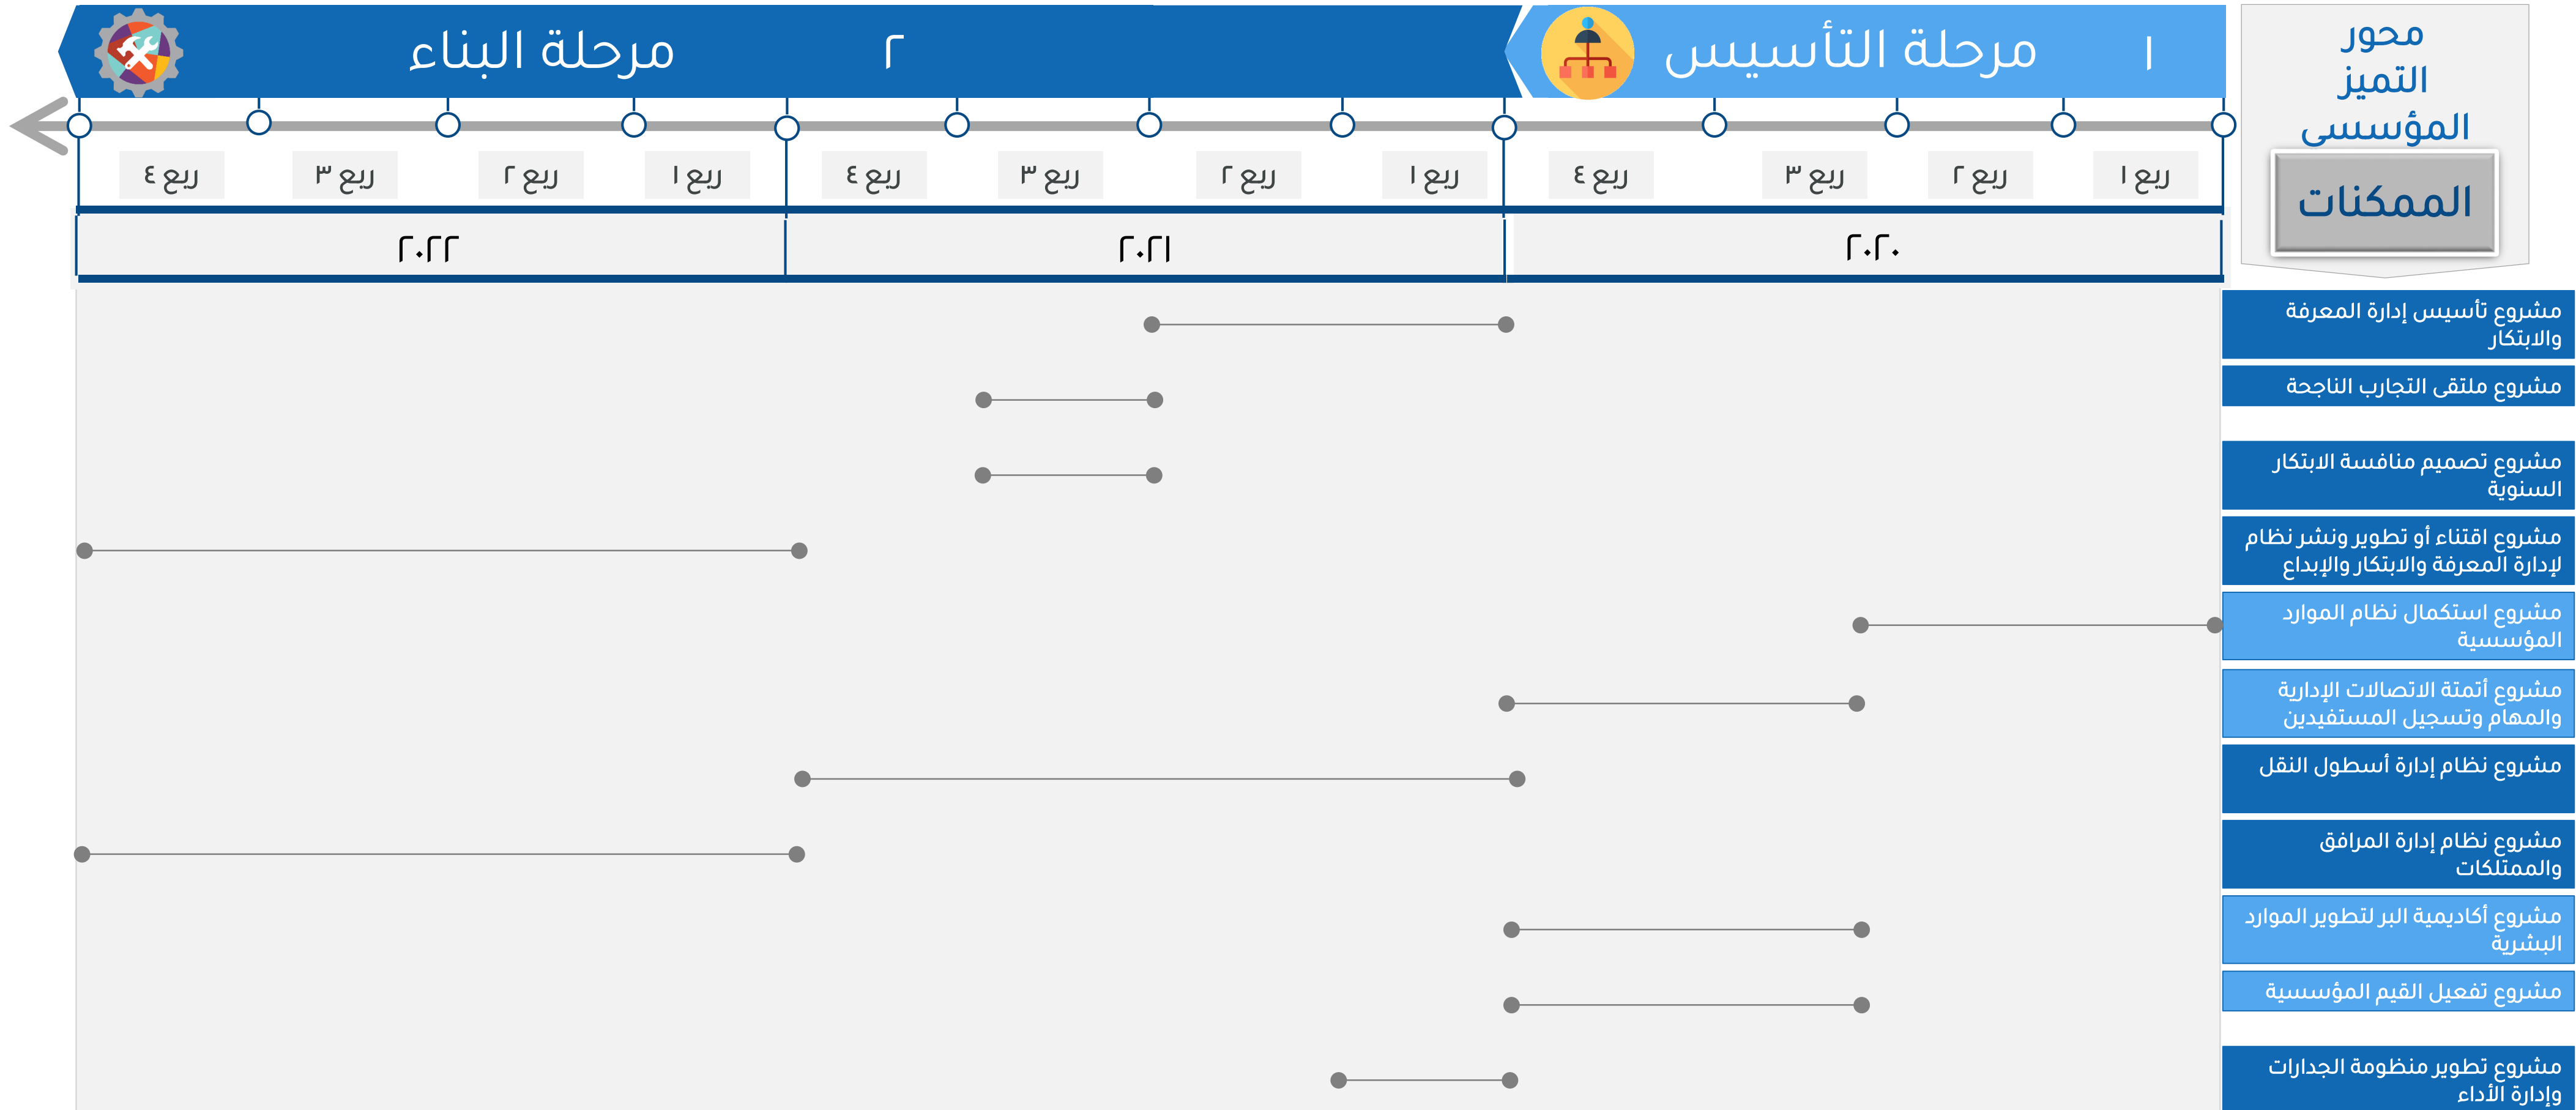 محور
التميز
المؤسسى
الممكنات
١ مرحلة التأسيس
٢ مرحلة البناء
ربع ١
ربع ٢
ربع ٣
ربع ٤
ربع ١
ربع ٢
ربع ٣
ربع ٤
ربع ١
ربع ٢
ربع ٣
ربع ٤
٢٠٢٠
٢٠٢١
٢٠٢٢
مشروع تأسيس إدارة المعرفة
والابتكار
مشروع ملتقى التجارب الناجحة
مشروع تصميم منافسة الابتكار
السنوية
مشروع اقتناء أو تطوير ونشر نظام
لإدارة المعرفة والابتكار والإبداع
مشروع استكمال نظام الموارد
المؤسسية
مشروع أتمتة الاتصالات الإدارية
والمهام وتسجيل المستفيدين
مشروع نظام إدارة أسطول النقل
مشروع نظام إدارة المرافق
والممتلكات
مشروع أكاديمية البر لتطوير الموارد
البشرية
مشروع تفعيل القيم المؤسسية
مشروع تطوير منظومة الجدارات
وإدارة الأداء